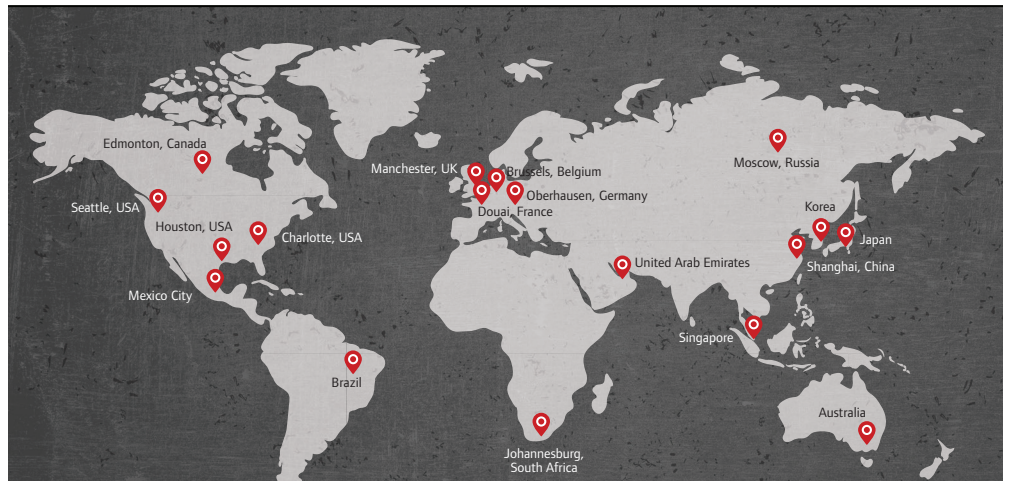 Edmonton, Canada
Seattle, USA
Houston, USA
Charlotte, USA
Mexico City
Brazil
Manchester, UK
Brussels, Belgium
Oberhausen, Germany
Douai, France
United Arab Emirates
Johannesburg,
South Africa
Moscow, Russia
Korea
Japan
Shanghai, China
Singapore
Australia